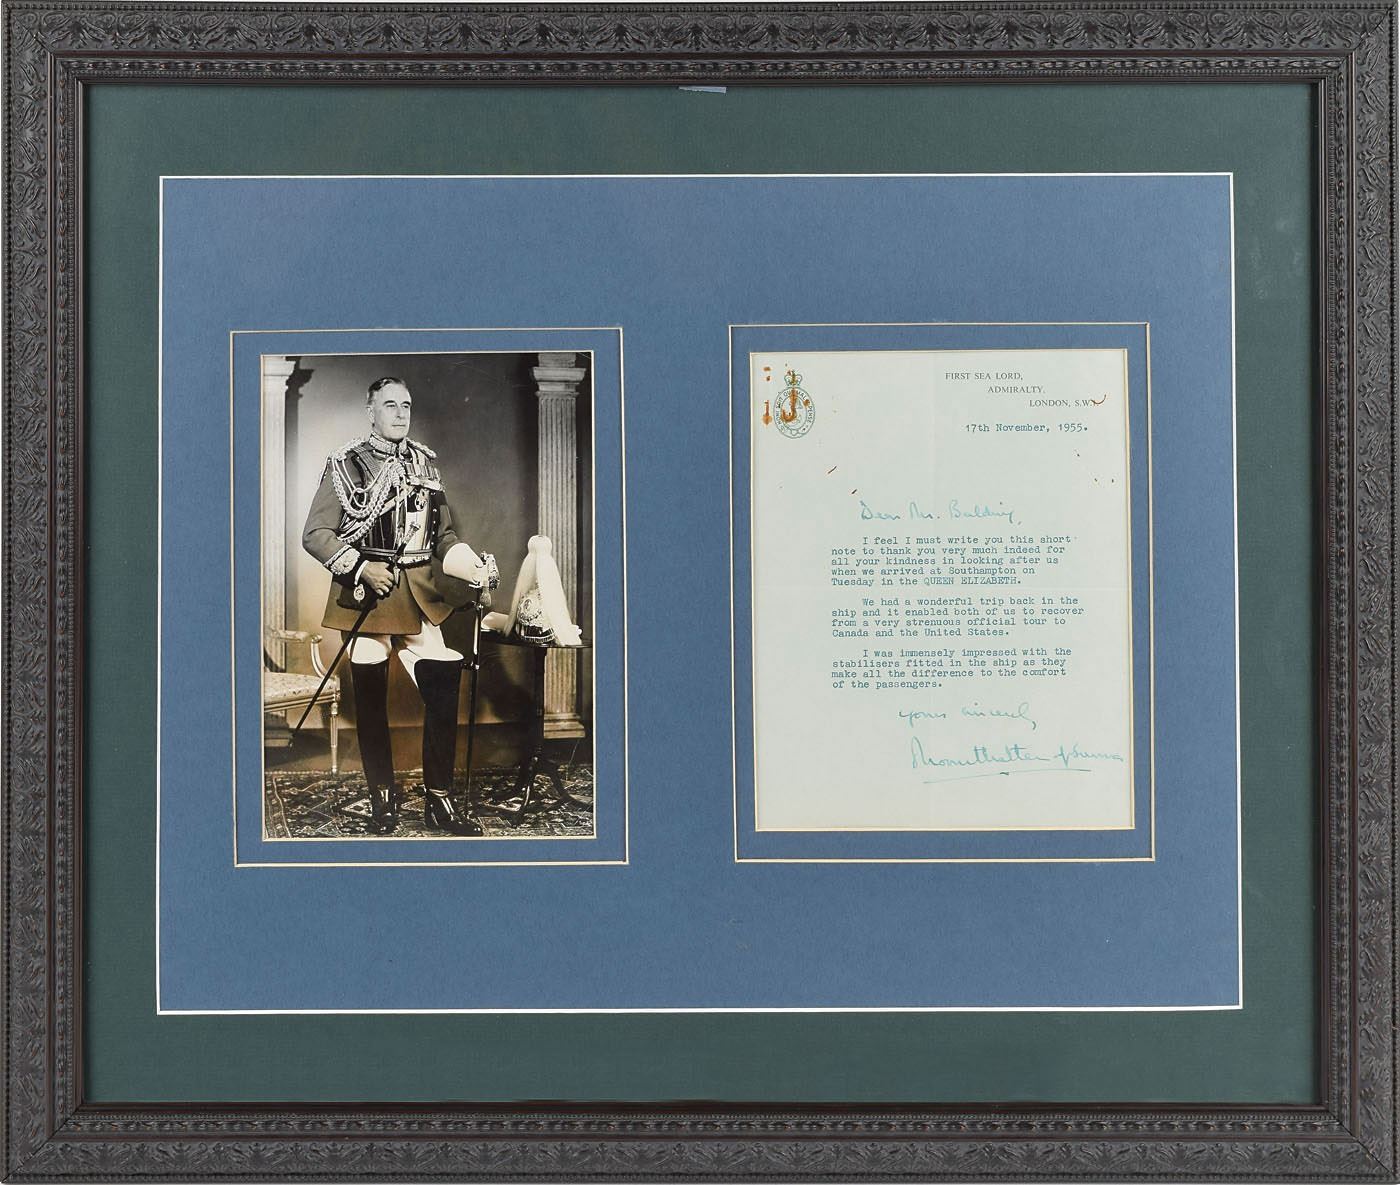 FIRST SEA LORD,
ADMIRALTY,
LONDON, S.W.
17th November, 1955.
Dear Mr. Balding,
I feel I must write you this short
note to thank you very much indeed for
all your kindness in looking after us
when we arrived at Southampton on
Tuesday in the QUEEN ELIZABETH.
We had a wonderful trip back in the
ship and it enabled both of us to recover
from a very strenuous official tour to
Canada and the United States.
I was immensely impressed with the
stabilisers fitted in the ship as they
make all the difference to the comfort
of the passengers.
Yours sincerely,
Mountbatten of Burma